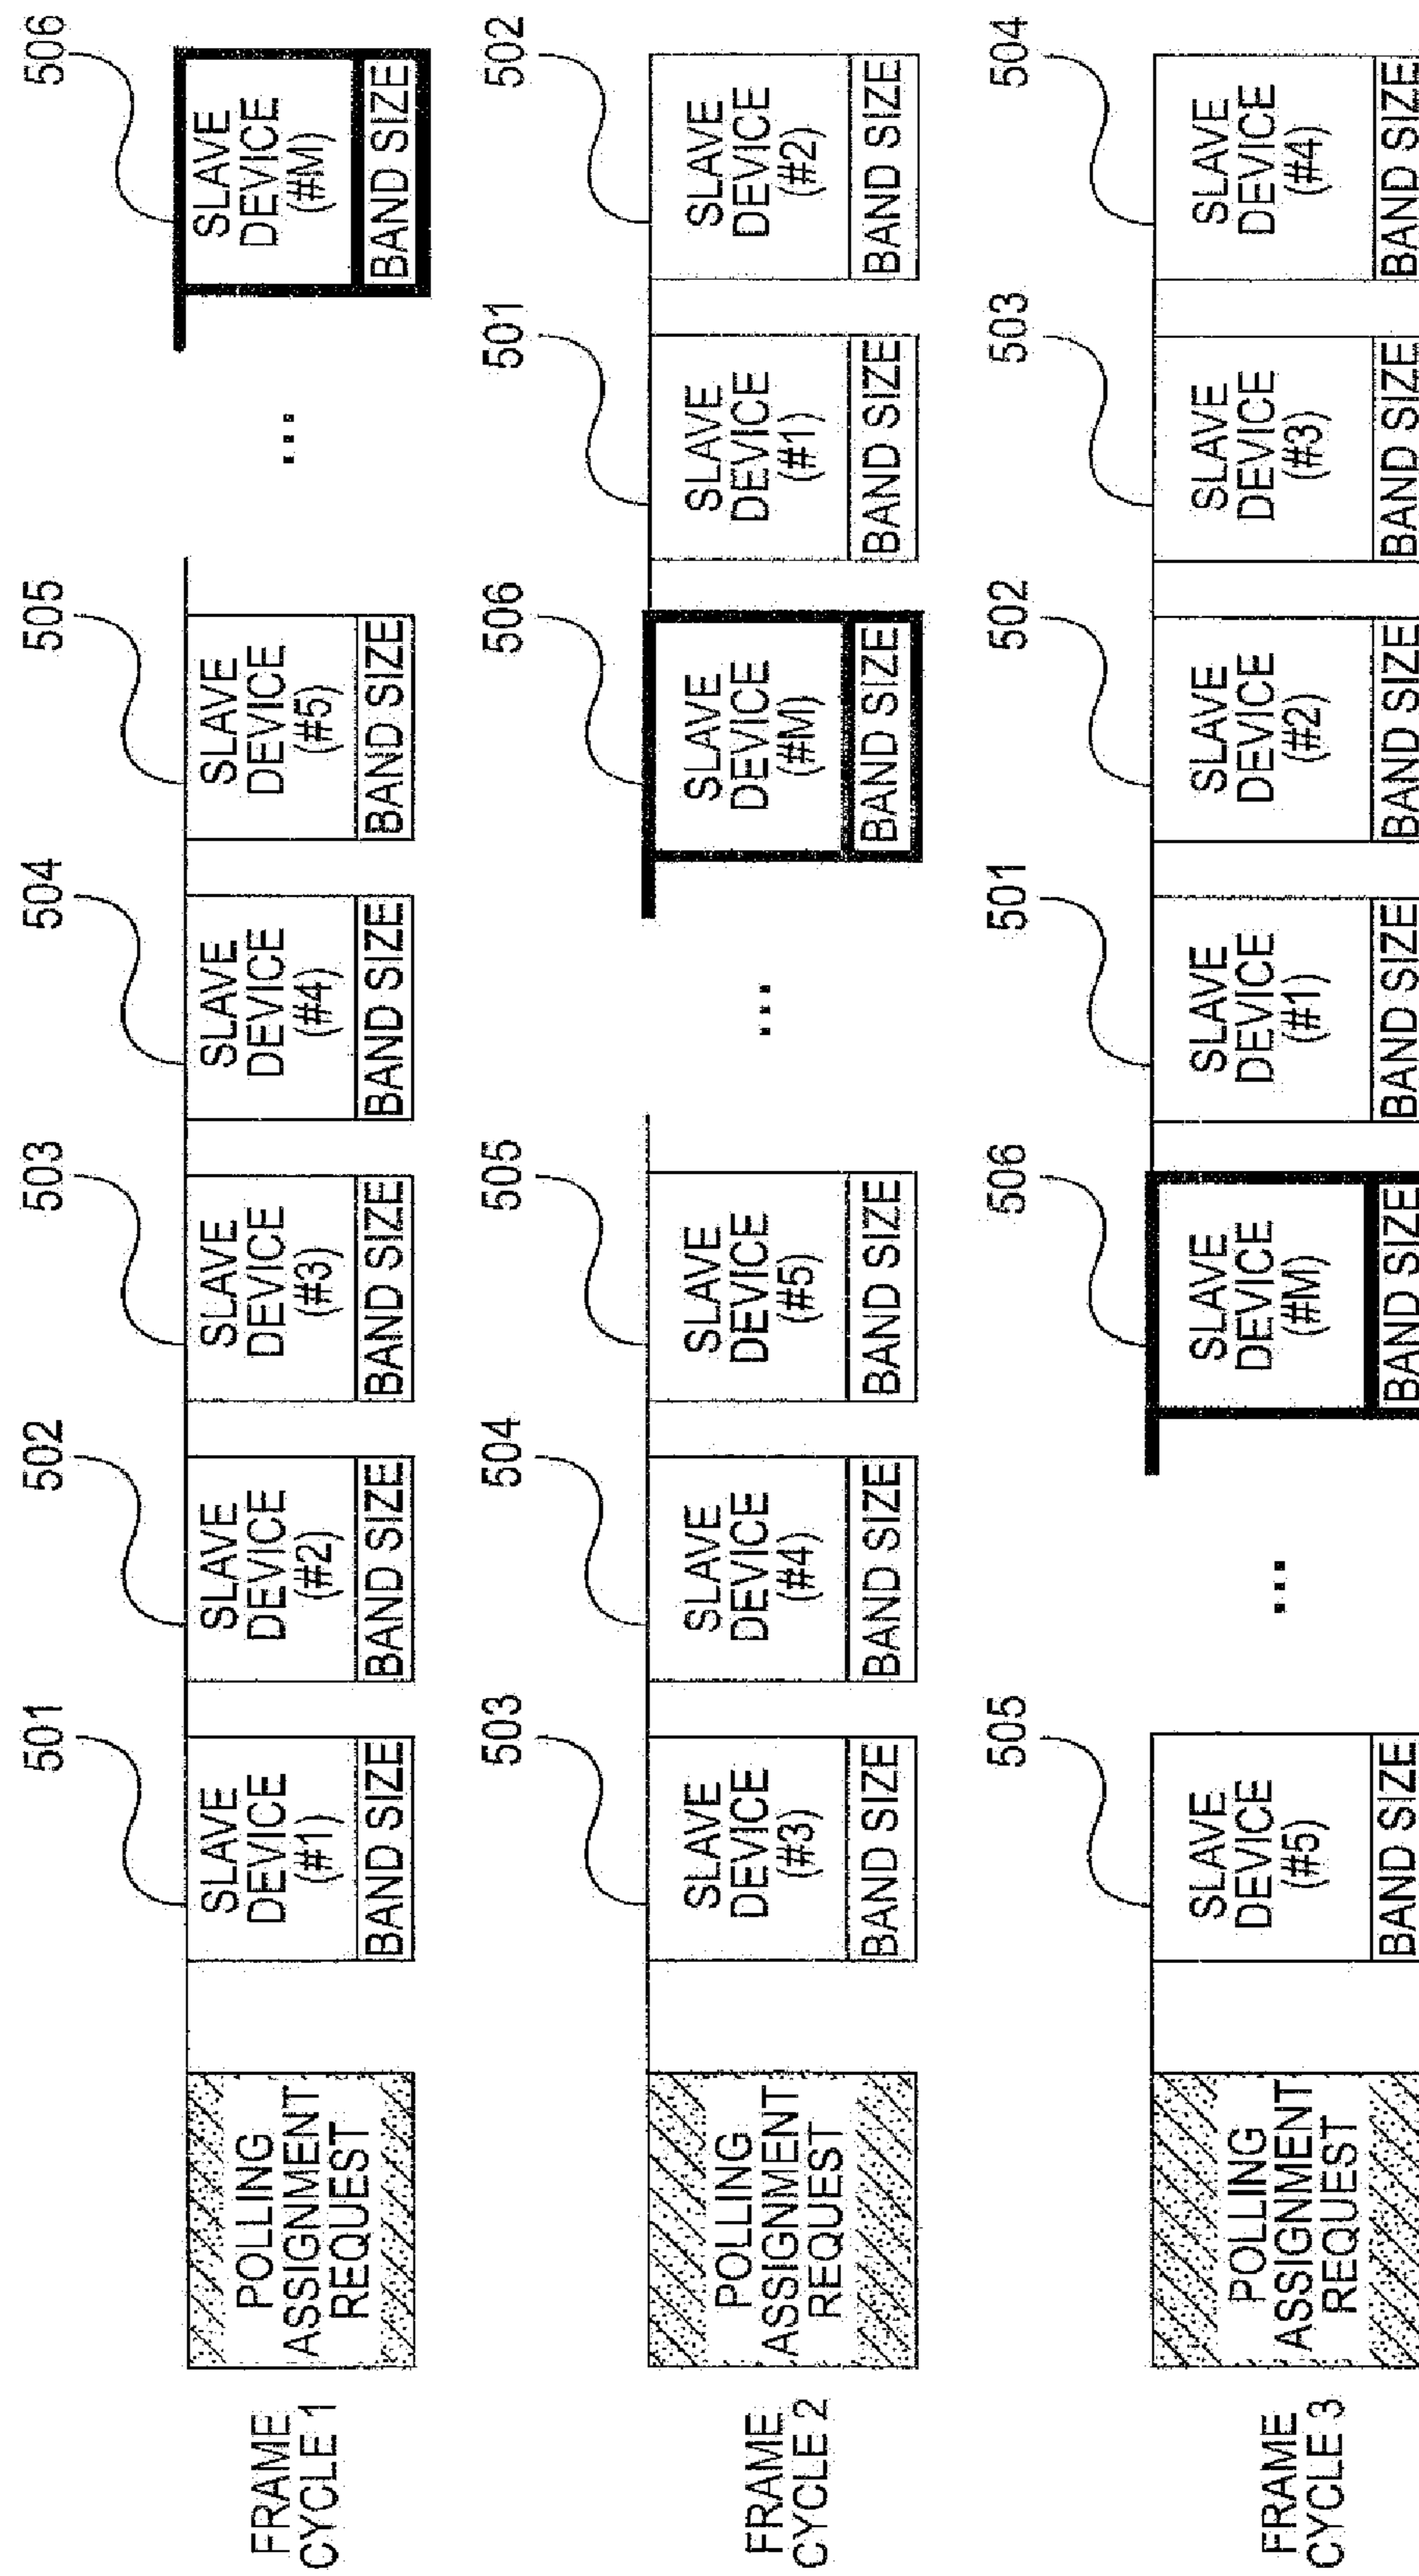 501
502
503
504
505
506
FRAME
CYCLE 1
POLLING
ASSIGNMENT
REQUEST
SLAVE
DEVICE
(#1)
BAND SIZE
SLAVE
DEVICE
(#2)
BAND SIZE
SLAVE
DEVICE
(#3)
BAND SIZE
SLAVE
DEVICE
(#4)
BAND SIZE
SLAVE
DEVICE
(#5)
BAND SIZE
...
SLAVE
DEVICE
(#M)
BAND SIZE
503
504
505
506
501
502
FRAME
CYCLE 2
POLLING
ASSIGNMENT
REQUEST
SLAVE
DEVICE
(#3)
BAND SIZE
SLAVE
DEVICE
(#4)
BAND SIZE
SLAVE
DEVICE
(#5)
BAND SIZE
...
SLAVE
DEVICE
(#M)
BAND SIZE
SLAVE
DEVICE
(#1)
BAND SIZE
SLAVE
DEVICE
(#2)
BAND SIZE
505
506
501
502
503
504
FRAME
CYCLE 3
POLLING
ASSIGNMENT
REQUEST
SLAVE
DEVICE
(#5)
BAND SIZE
...
SLAVE
DEVICE
(#M)
BAND SIZE
SLAVE
DEVICE
(#1)
BAND SIZE
SLAVE
DEVICE
(#2)
BAND SIZE
SLAVE
DEVICE
(#3)
BAND SIZE
SLAVE
DEVICE
(#4)
BAND SIZE